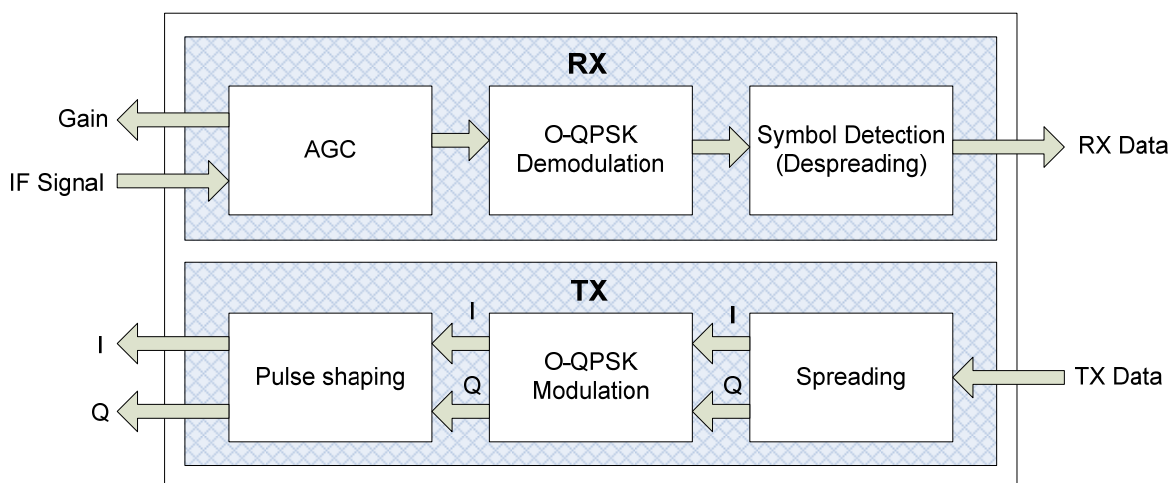 RX
Gain
AGC
O-QPSK
Demodulation
Symbol Detection
(Despreading)
RX Data
IF Signal
TX
I
I
I
Pulse shaping
O-QPSK
Modulation
Spreading
TX Data
Q
Q
Q